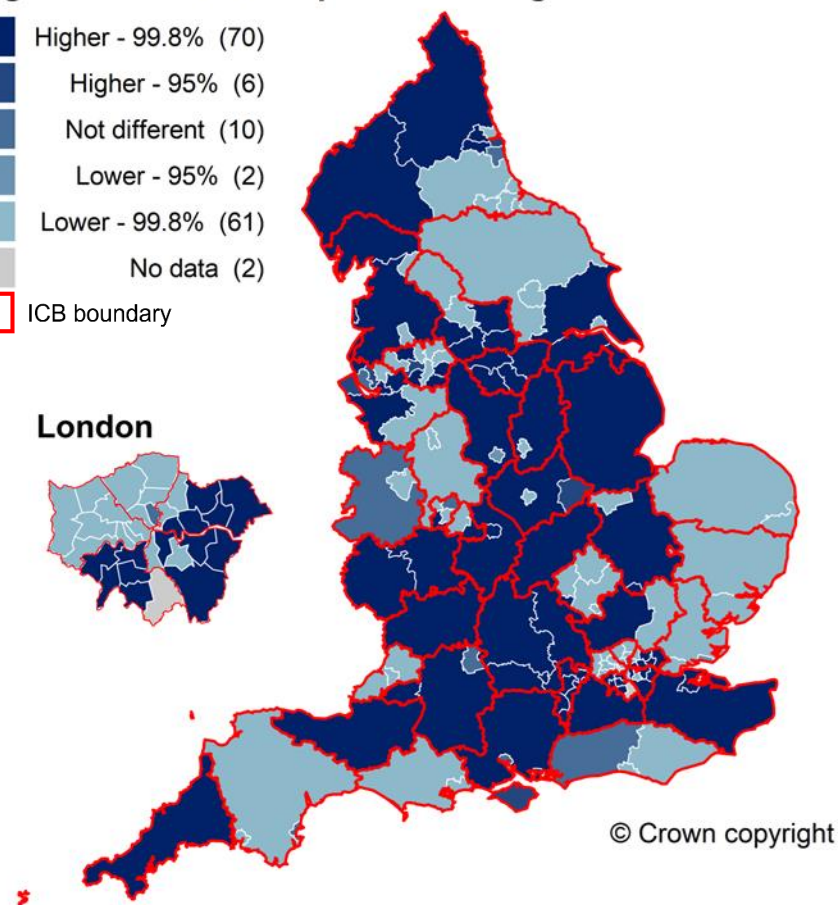 Higher - 99.8% (70)
Higher - 95% (6)
Not different (10)
Lower - 95% (2)
Lower - 99.8% (61)
No data (2)
ICB boundary
London
© Crown copyright